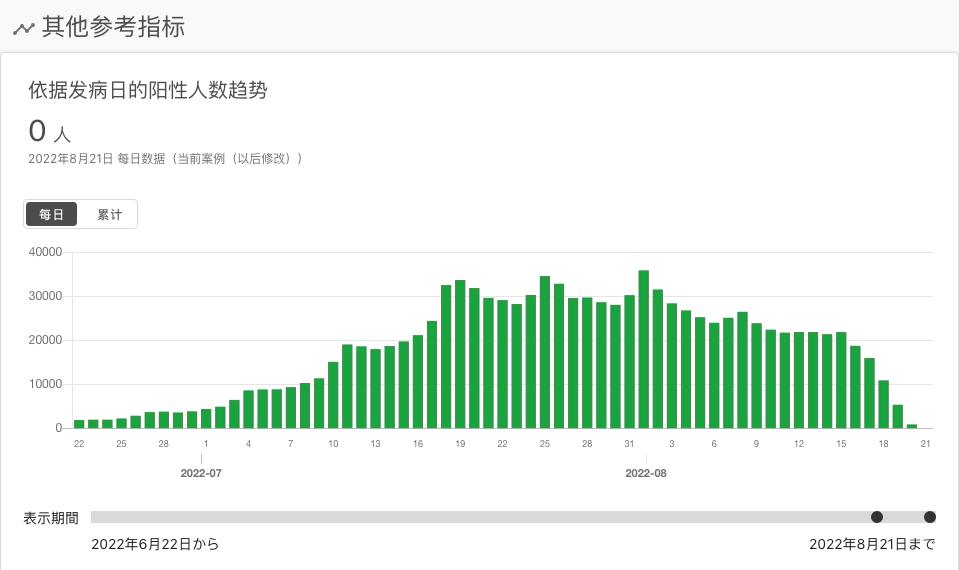 其他参考指标
依据发病日的阳性人数趋势
0 人
2022年8月21日 每日数据（当前案例（以后修改））
每日 累计
40000
30000
20000
10000
0
22 25 28 1 4 7 10 13 16 19 22 25 28 31 3 6 9 12 15 18 21
2022-07 2022-08
表示期間
2022年6月22日から 2022年8月21日まで